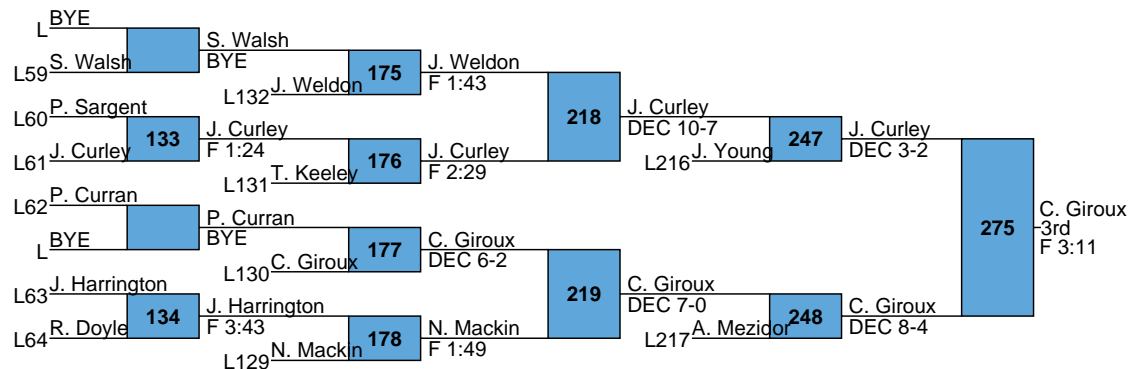 BYE
L
S. Walsh
L59
S. Walsh
BYE
J. Weldon
L132
175
J. Weldon
F 1:43
P. Sargent
L60
133
J. Curley
L61
J. Curley
F 1:24
176
T. Keeley
L131
J. Curley
F 2:29
218
J. Curley
DEC 10-7
J. Young
L216
247
J. Curley
DEC 3-2
P. Curran
L62
BYE
L
P. Curran
BYE
177
C. Giroux
L130
C. Giroux
DEC 6-2
J. Harrington
L63
134
R. Doyle
L64
J. Harrington
F 3:43
178
N. Mackin
L129
N. Mackin
F 1:49
219
C. Giroux
DEC 7-0
A. Mezidor
L217
248
C. Giroux
DEC 8-4
275
C. Giroux
3rd
F 3:11